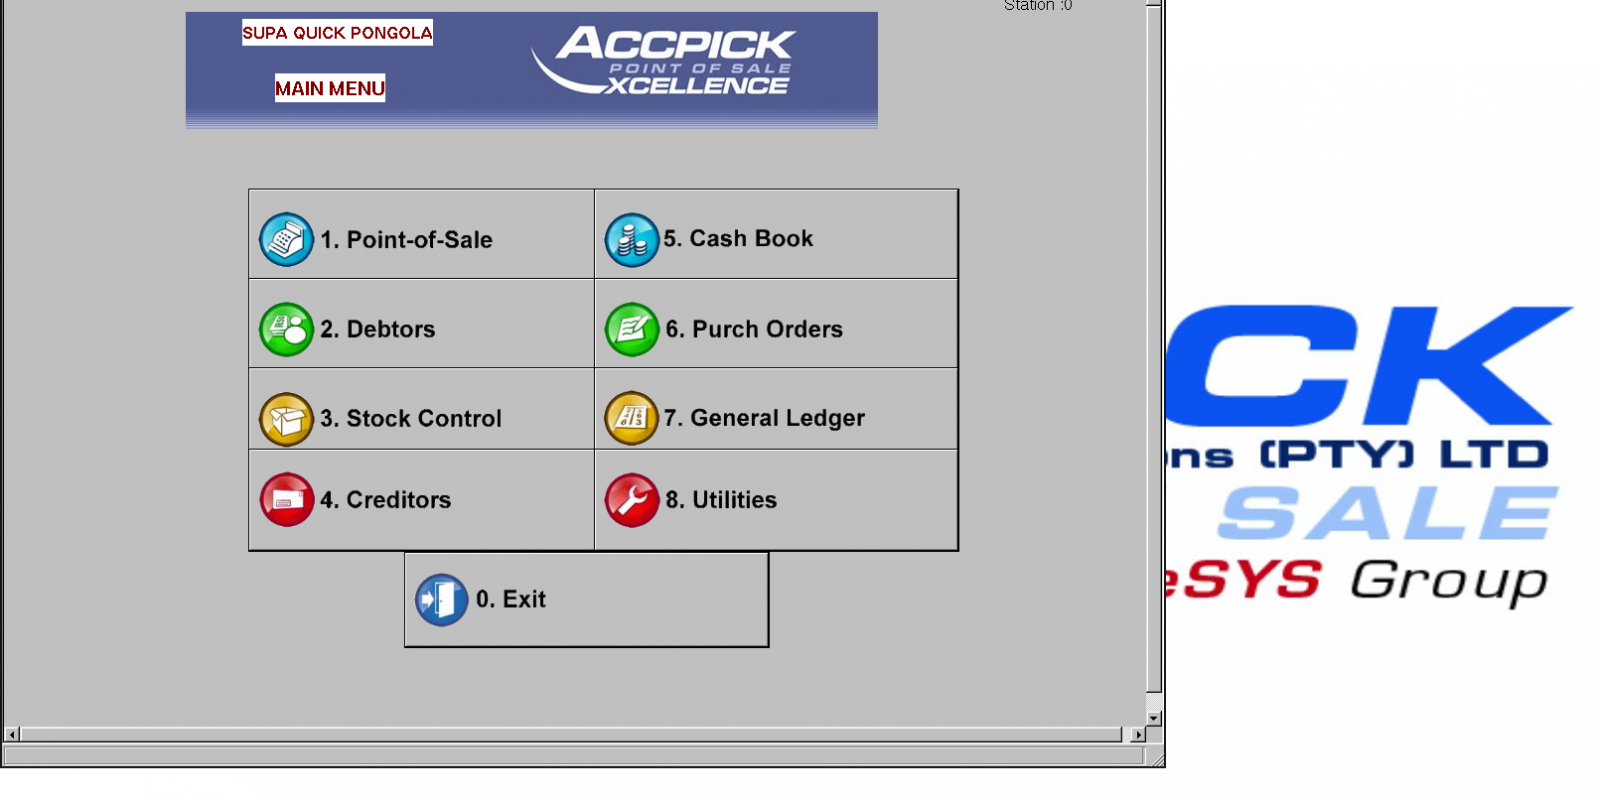 Station :0
SUPA QUICK PONGOLA
ACCPICK
POINT OF SALE
XCELLENCE
MAIN MENU
1. Point-of-Sale
5. Cash Book
2. Debtors
6. Purch Orders
3. Stock Control
7. General Ledger
4. Creditors
8. Utilities
0. Exit
CK
ns (PTY) LTD
SALE
eSYS Group